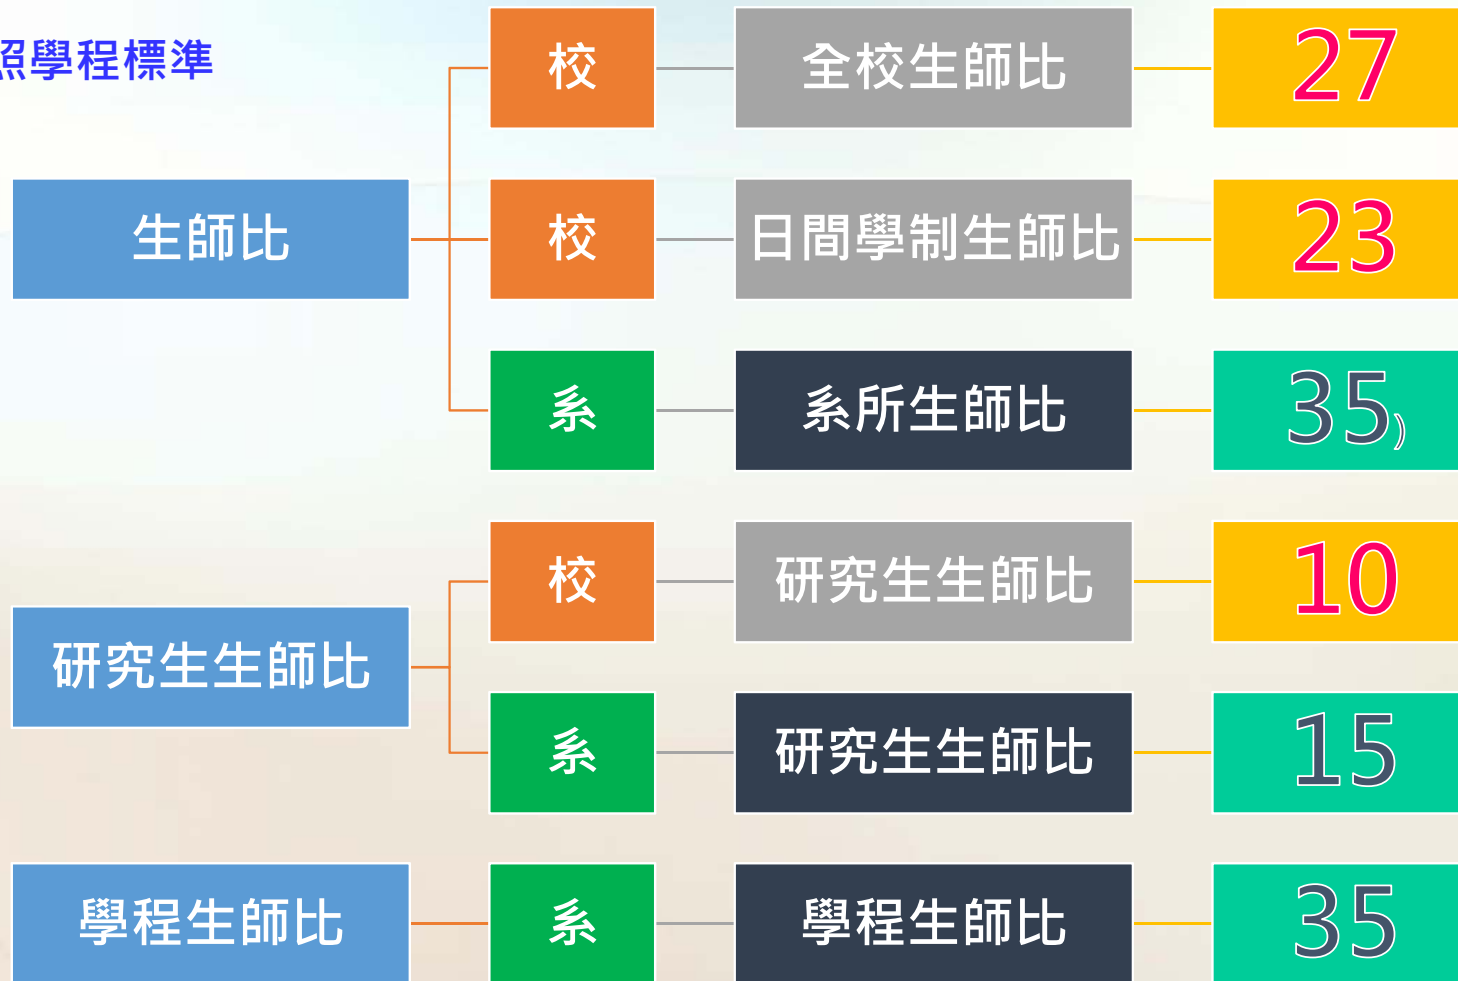 照學程標準
校 全校生師比 27
生師比 校 日間學制生師比 23
系 系所生師比 35)
校 研究生生師比 10
研究生生師比
系 研究生生師比 15
學程生師比 系 學程生師比 35